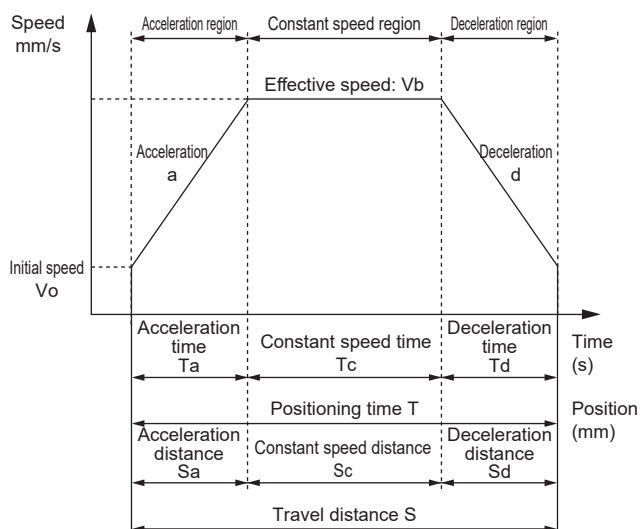 Speed
mm/s
Acceleration region
Constant speed region
Deceleration region
Effective speed: Vb
Acceleration
a
Deceleration
d
Initial speed
Vo
Acceleration
time
Ta
Constant speed time
Tc
Deceleration
time
Td
Time
(s)
Positioning time T
Position
(mm)
Acceleration
distance
Sa
Constant speed distance
Sc
Deceleration
distance
Sd
Travel distance S